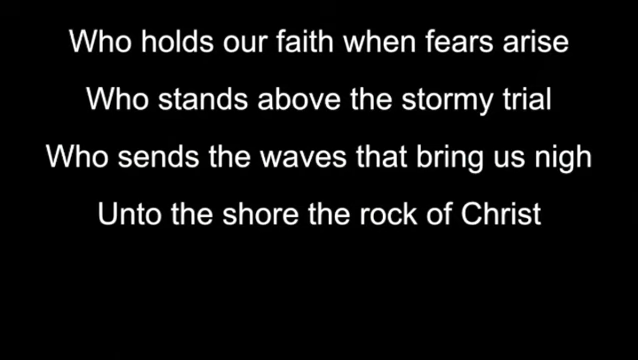 Who holds our faith when fears arise
Who stands above the stormy trial
Who sends the waves that bring us nigh
Unto the shore the rock of Christ